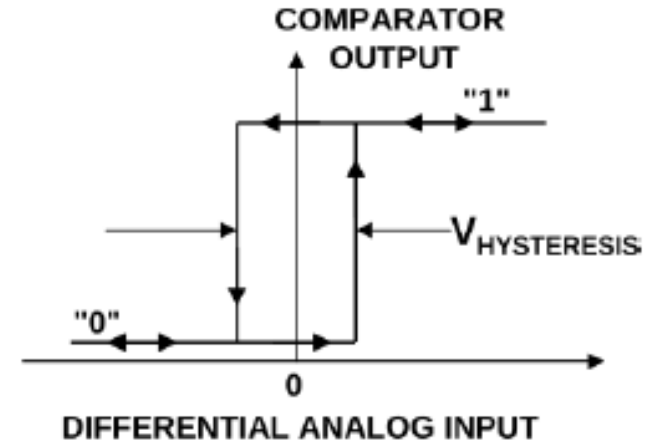 COMPARATOR
OUTPUT
"1"
VHYSTERESIS
"0"
0
DIFFERENTIAL ANALOG INPUT